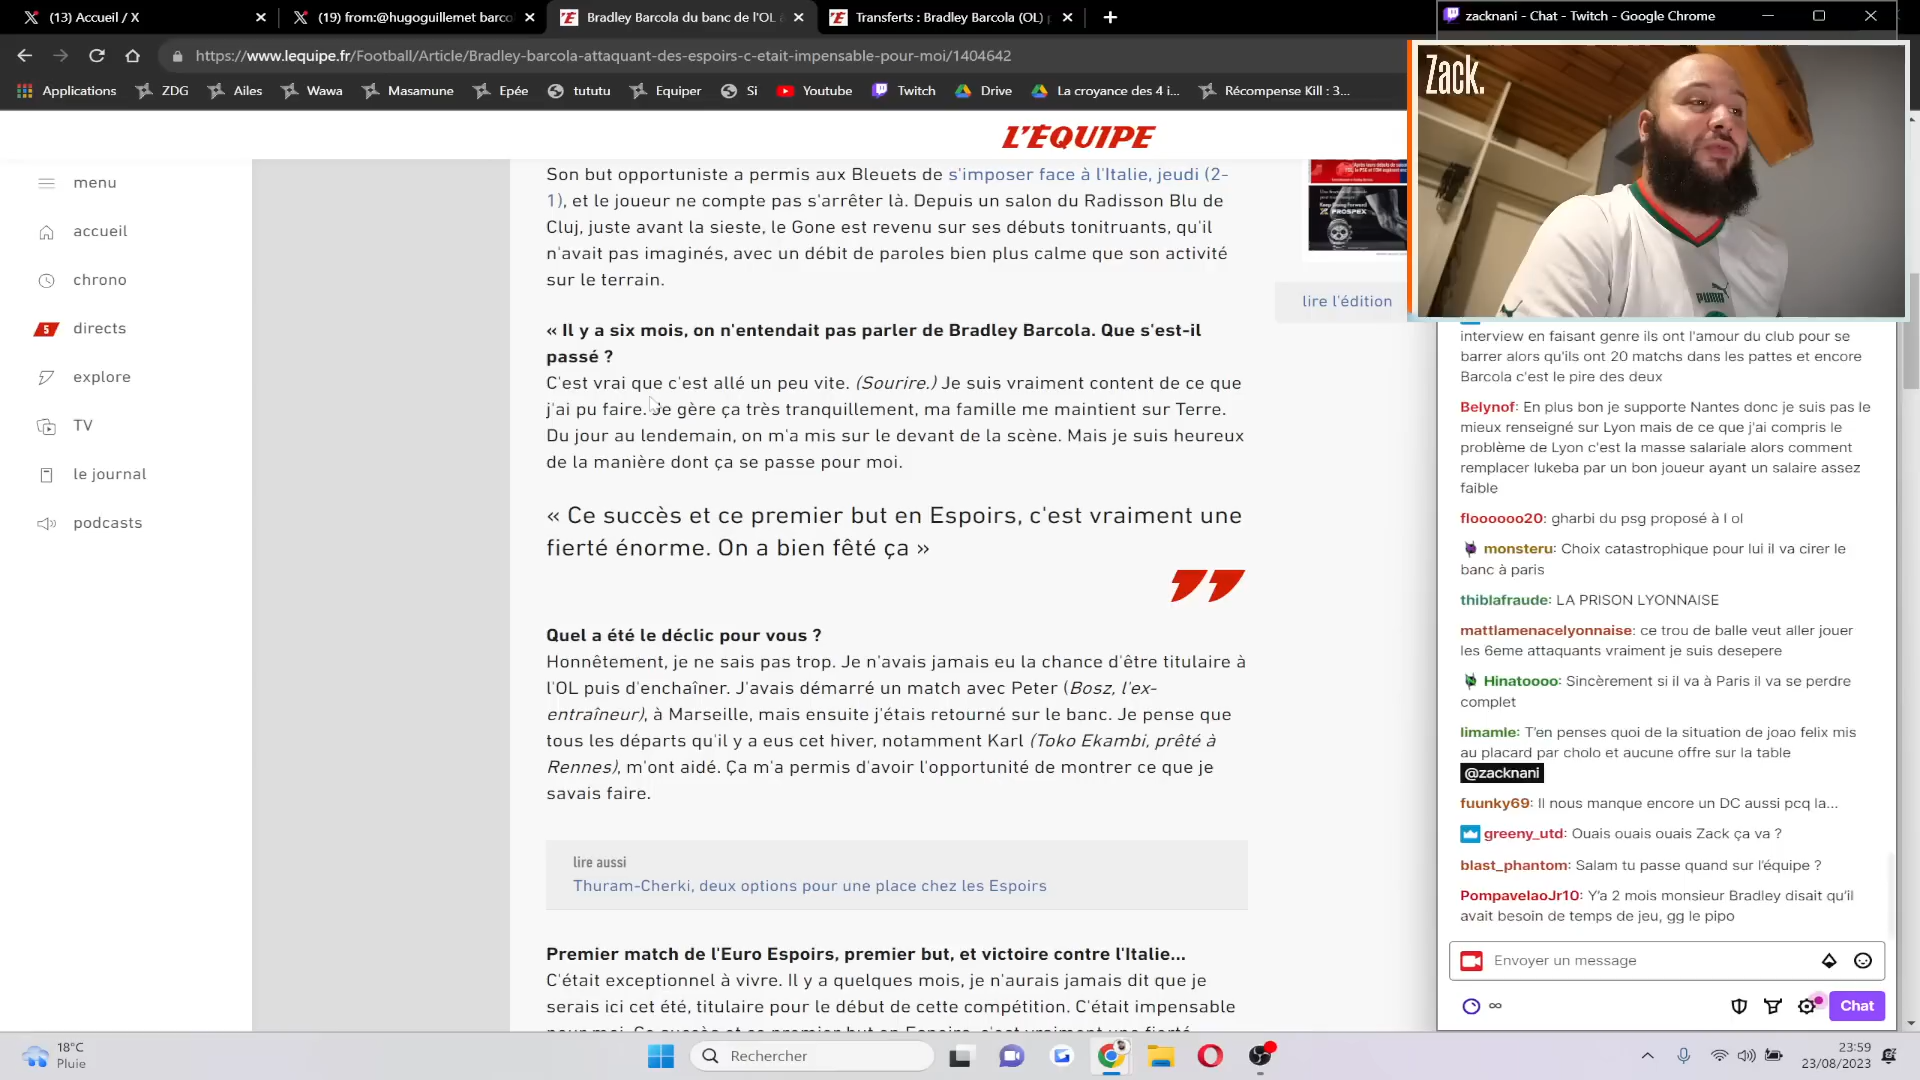 (13) Accueil / X
(19) from:@hugoguillemet barco
Bradley Barcola du banc de l'OL
Transferts : Bradley Barcola (OL)
zacknani - Chat - Twitch - Google Chrome
https://www.lequipe.fr/Football/Article/Bradley-barcola-attaquant-des-espoirs-c-etait-impensable-pour-moi/1404642
Applications
ZDG
Ailes
Wawa
Masamune
Epée
tututu
Equiper
Si
Youtube
Twitch
Drive
La croyance des 4 i...
Récompense Kill : 3...
Zack.
PUMA
L'ÉQUIPE
menu
accueil
chrono
5
directs
explore
TV
le journal
podcasts
Son but opportuniste a permis aux Bleuets de s'imposer face à l'Italie, jeudi (2-
1), et le joueur ne compte pas s'arrêter là. Depuis un salon du Radisson Blu de
Cluj, juste avant la sieste, le Gone est revenu sur ses débuts tonitruants, qu'il
n'avait pas imaginés, avec un débit de paroles bien plus calme que son activité
sur le terrain.
« Il y a six mois, on n'entendait pas parler de Bradley Barcola. Que s'est-il
passé ?
C'est vrai que c'est allé un peu vite. (Sourire.) Je suis vraiment content de ce que
j'ai pu faire. Je gère ça très tranquillement, ma famille me maintient sur Terre.
Du jour au lendemain, on m'a mis sur le devant de la scène. Mais je suis heureux
de la manière dont ça se passe pour moi.
« Ce succès et ce premier but en Espoirs, c'est vraiment une
fierté énorme. On a bien fêté ça »
Quel a été le déclic pour vous ?
Honnêtement, je ne sais pas trop. Je n'avais jamais eu la chance d'être titulaire à
l'OL puis d'enchaîner. J'avais démarré un match avec Peter (Bosz, l'ex-
entraîneur), à Marseille, mais ensuite j'étais retourné sur le banc. Je pense que
tous les départs qu'il y a eus cet hiver, notamment Karl (Toko Ekambi, prêté à
Rennes), m'ont aidé. Ça m'a permis d'avoir l'opportunité de montrer ce que je
savais faire.
lire aussi
Thuram-Cherki, deux options pour une place chez les Espoirs
Premier match de l'Euro Espoirs, premier but, et victoire contre l'Italie...
C'était exceptionnel à vivre. Il y a quelques mois, je n'aurais jamais dit que je
serais ici cet été, titulaire pour le début de cette compétition. C'était impensable
pour moi. Ce succès et ce premier but en Espoirs, c'est vraiment une fierté
PROSPEX
lire l'édition
interview en faisant genre ils ont l'amour du club pour se
barrer alors qu'ils ont 20 matchs dans les pattes et encore
Barcola c'est le pire des deux
Belynof: En plus bon je supporte Nantes donc je suis pas le
mieux renseigné sur Lyon mais de ce que j'ai compris le
problème de Lyon c'est la masse salariale alors comment
remplacer lukeba par un bon joueur ayant un salaire assez
faible
floooooo20: gharbi du psg proposé à l ol
monsteru: Choix catastrophique pour lui il va cirer le
banc à paris
thiblafraude: LA PRISON LYONNAISE
mattlamenacelyonnaise: ce trou de balle veut aller jouer
les 6eme attaquants vraiment je suis desepere
Hinatoooo: Sincèrement si il va à Paris il va se perdre
complet
limamle: T'en penses quoi de la situation de joao felix mis
au placard par cholo et aucune offre sur la table
@zacknani
fuunky69: Il nous manque encore un DC aussi pcq la...
greeny_utd: Ouais ouais ouais Zack ça va ?
blast_phantom: Salam tu passe quand sur l'équipe ?
PompavelaoJr10: Y'a 2 mois monsieur Bradley disait qu'il
avait besoin de temps de jeu, gg le pipo
Envoyer un message
∞
Chat
18°C
Pluie
Rechercher
23:59
23/08/2023